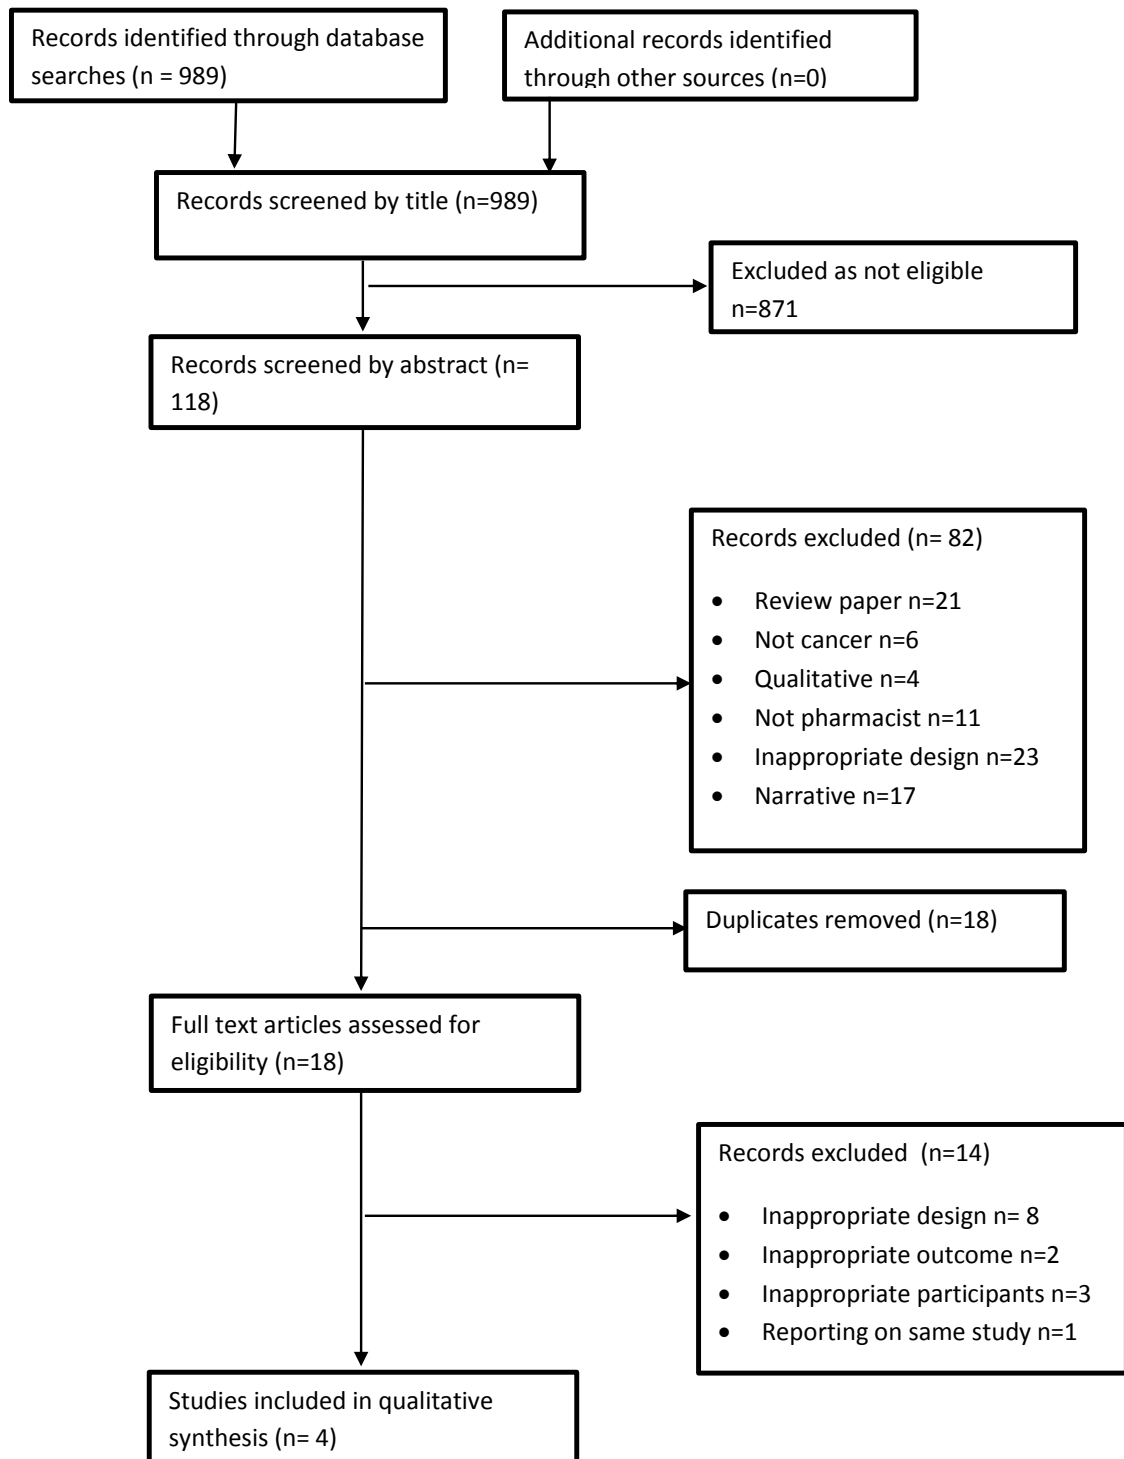 Records identified through database
searches (n = 989)
Additional records identified
through other sources (n=0)
Records screened by title (n=989)
Excluded as not eligible
n=871
Records screened by abstract (n=
118)
Records excluded (n= 82)
• Review paper n=21
• Not cancer n=6
• Qualitative n=4
• Not pharmacist n=11
• Inappropriate design n=23
• Narrative n=17
Duplicates removed (n=18)
Full text articles assessed for
eligibility (n=18)
Records excluded  (n=14)
• Inappropriate design n= 8
• Inappropriate outcome n=2
• Inappropriate participants n=3
• Reporting on same study n=1
Studies included in qualitative
synthesis (n= 4)